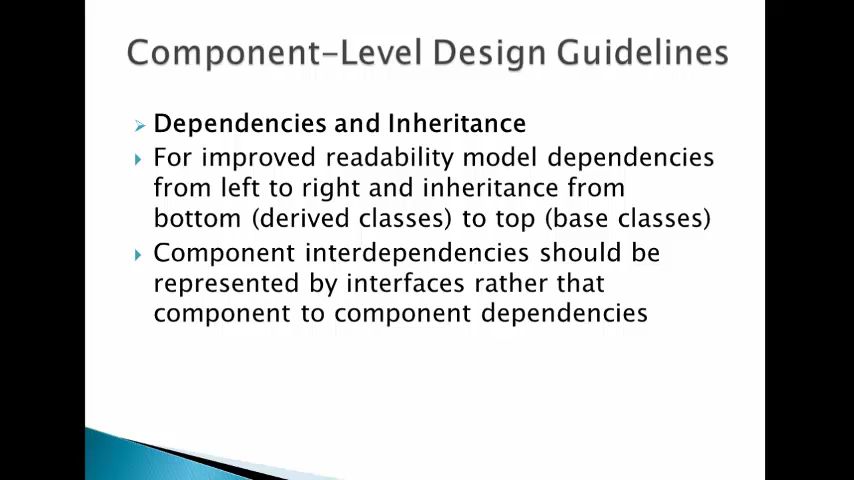 Component-Level Design Guidelines
Dependencies and Inheritance
For improved readability model dependencies
from left to right and inheritance from
bottom (derived classes) to top (base classes)
Component interdependencies should be
represented by interfaces rather that
component to component dependencies